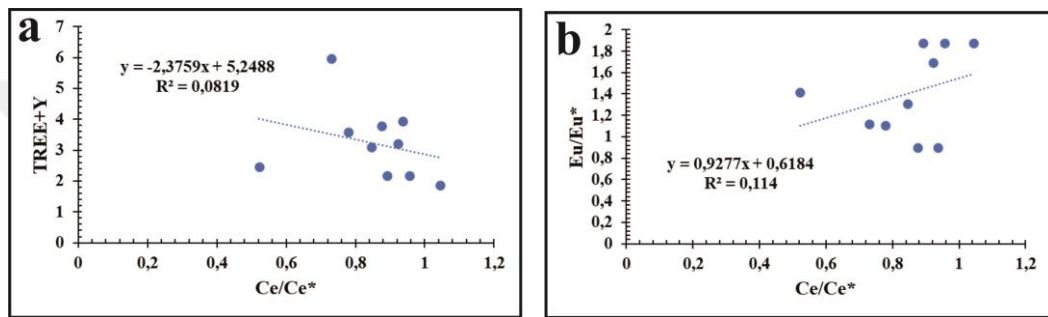 a
7
6
5
4
3
2
1
0
TREE+Y
y = -2,3759x + 5,2488
R² = 0,0819
0 0,2 0,4 0,6 0,8 1 1,2
Ce/Ce*
b
2
1,8
1,6
1,4
1,2
1
0,8
0,6
0,4
0,2
0
Eu/Eu*
y = 0,9277x + 0,6184
R² = 0,114
0 0,2 0,4 0,6 0,8 1 1,2
Ce/Ce*